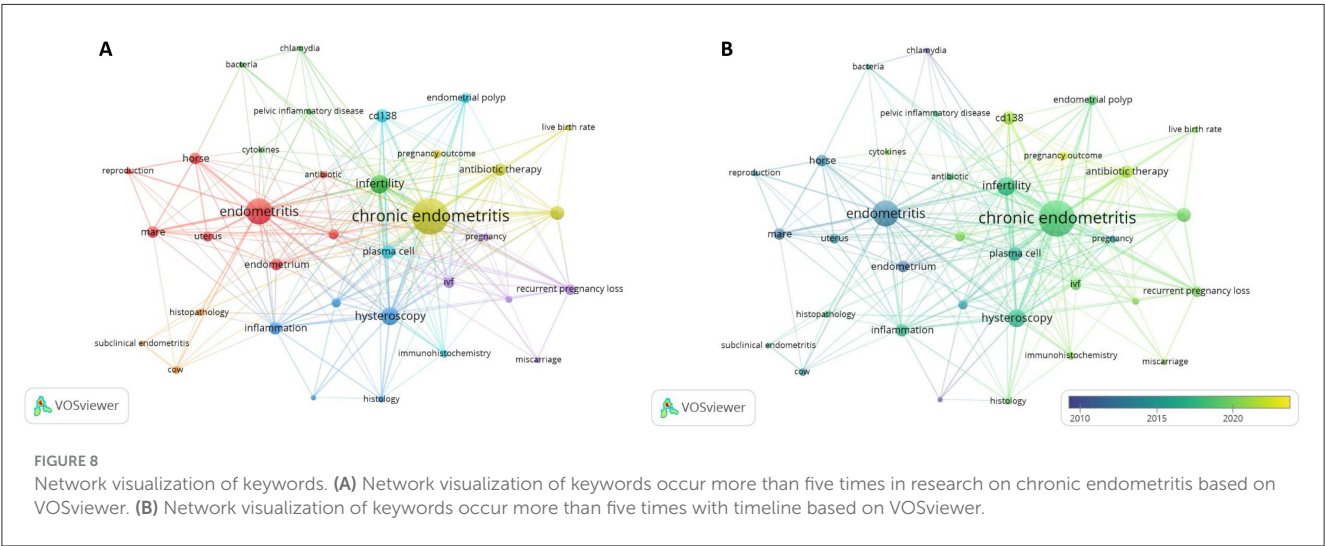 A
chlamydia
bacteria
pelvic inflammatory disease
cd138
endometrial polyp
live birth rate
cytokines
pregnancy outcome
horse
reproduction
antibiotic
infertility
antibiotic therapy
endometritis
chronic endometritis
mare
uterus
pregnancy
plasma cell
endometrium
ivf
recurrent pregnancy loss
histopathology
hysteroscopy
inflammation
subclinical endometritis
immunohistochemistry
miscarriage
cow
histology
VOSviewer
B
chlamydia
bacteria
pelvic inflammatory disease
cd138
endometrial polyp
live birth rate
cytokines
pregnancy outcome
horse
reproduction
antibiotic
infertility
antibiotic therapy
endometritis
chronic endometritis
mare
uterus
pregnancy
plasma cell
endometrium
ivf
recurrent pregnancy loss
histopathology
hysteroscopy
inflammation
subclinical endometritis
immunohistochemistry
miscarriage
cow
histology
VOSviewer
2010 2015 2020
FIGURE 8
Network visualization of keywords. (A) Network visualization of keywords occur more than five times in research on chronic endometritis based on
VOSviewer. (B) Network visualization of keywords occur more than five times with timeline based on VOSviewer.